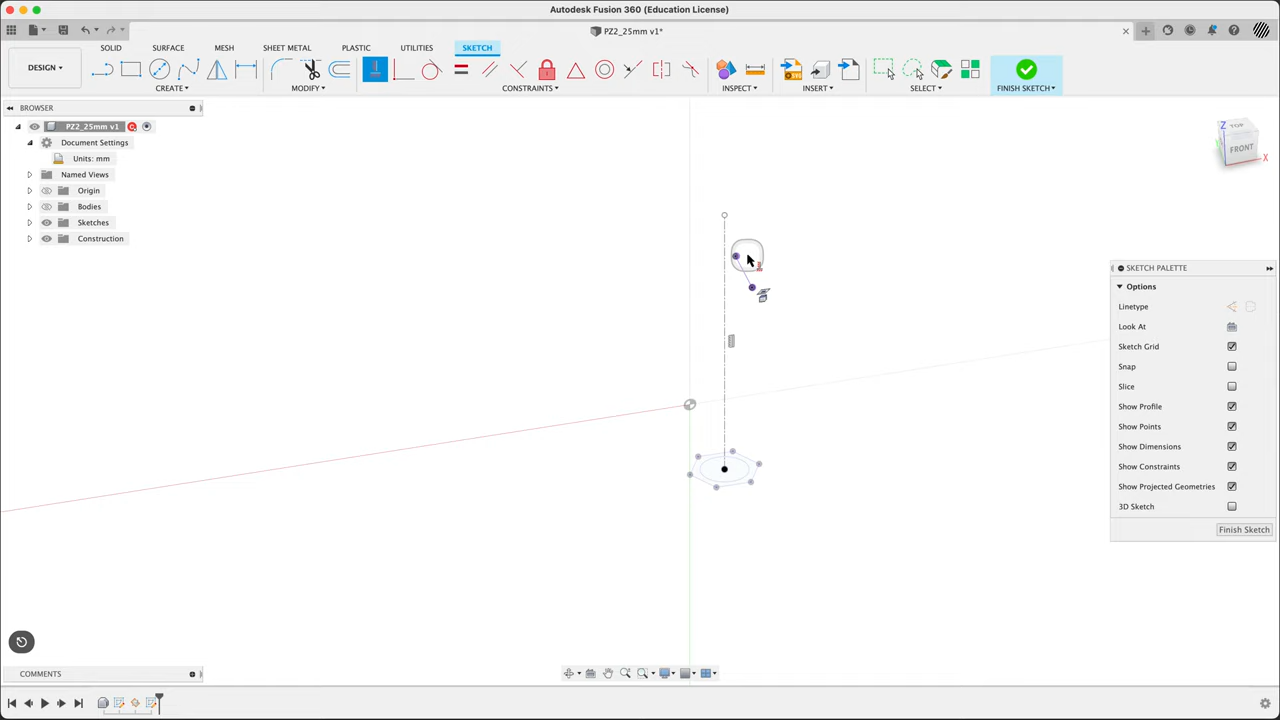 Autodesk Fusion 360 (Education License)
PZ2_25mm v1*
DESIGN
SOLID
SURFACE
MESH
SHEET METAL
PLASTIC
UTILITIES
SKETCH
CREATE
MODIFY
CONSTRAINTS
INSPECT
INSERT
SELECT
FINISH SKETCH
BROWSER
PZ2_25mm v1
Document Settings
Units: mm
Named Views
Origin
Bodies
Sketches
Construction
Z
TOP
FRONT
Y
X
SKETCH PALETTE
Options
Linetype
Look At
Sketch Grid
Snap
Slice
Show Profile
Show Points
Show Dimensions
Show Constraints
Show Projected Geometries
3D Sketch
Finish Sketch
COMMENTS